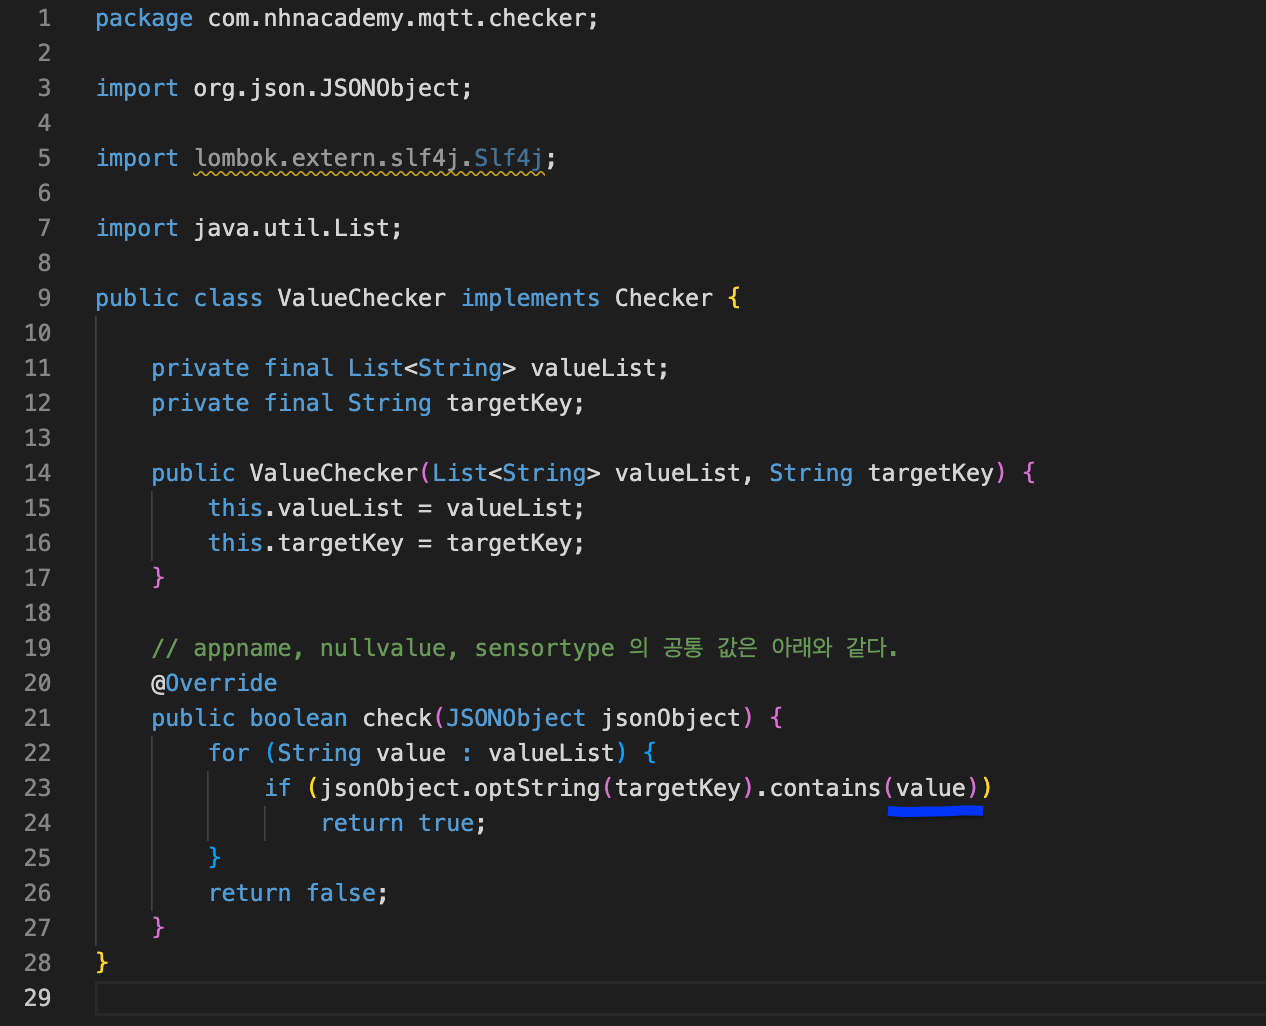 1 package com.nhnacademy.mqtt.checker;
2
3 import org.json.JSONObject;
4
5 import lombok.extern.slf4j.Slf4j;
6
7 import java.util.List;
8
9 public class ValueChecker implements Checker {
10
11     private final List<String> valueList;
12     private final String targetKey;
13
14     public ValueChecker(List<String> valueList, String targetKey) {
15         this.valueList = valueList;
16         this.targetKey = targetKey;
17     }
18
19     // appname, nullvalue, sensortype 의 공통 값은 아래와 같다.
20     @Override
21     public boolean check(JSONObject jsonObject) {
22         for (String value : valueList) {
23             if (jsonObject.optString(targetKey).contains(value))
24                 return true;
25         }
26         return false;
27     }
28 }
29